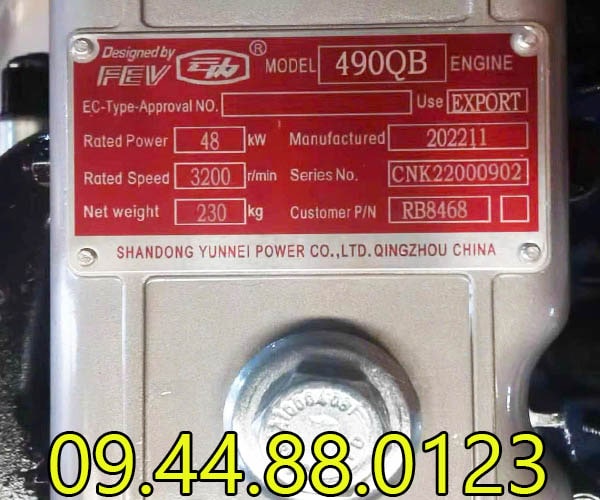 Designed by
FEV ® MODEL 490QB ENGINE
EC-Type-Approval NO. Use EXPORT
Rated Power 48 kW Manufactured 202211
Rated Speed 3200 r/min Series No. CNK22000902
Net weight 230 kg Customer P/N RB8468
SHANDONG YUNNEI POWER CO.,LTD. QINGZHOU CHINA
09.44.88.0123